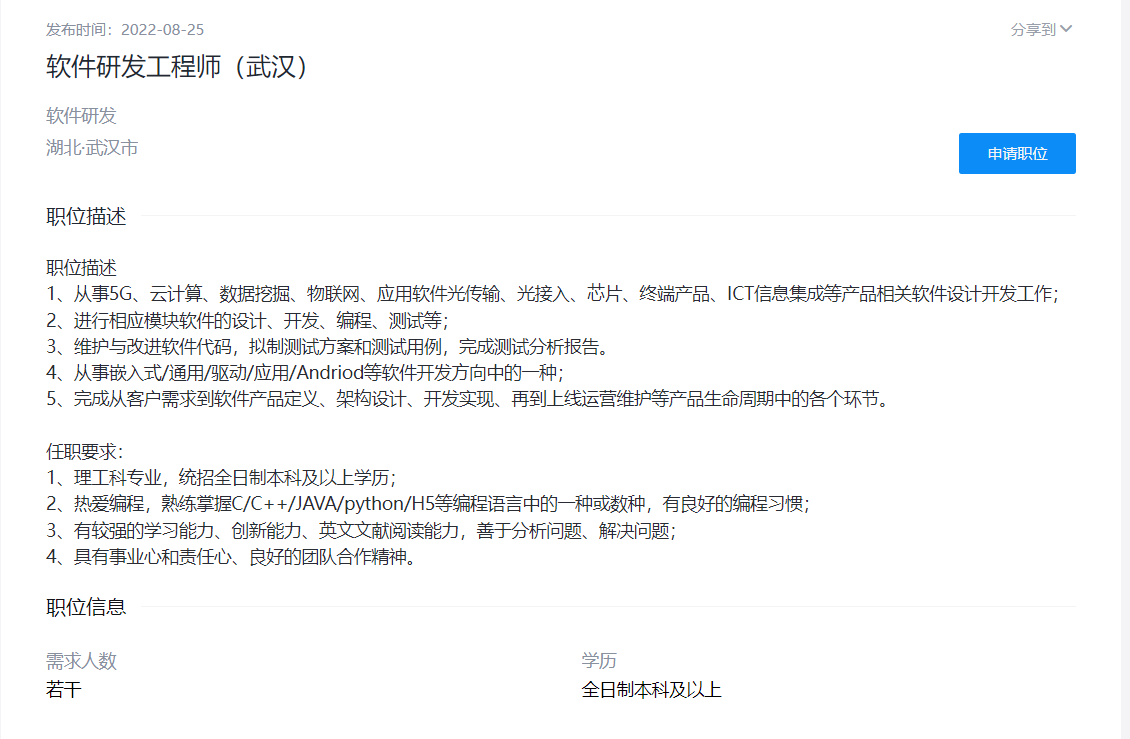 发布时间：2022-08-25
分享到
软件研发工程师（武汉）
软件研发
湖北·武汉市
申请职位
职位描述
职位描述
1、从事5G、云计算、数据挖掘、物联网、应用软件光传输、光接入、芯片、终端产品、ICT信息集成等产品相关软件设计开发工作；
2、进行相应模块软件的设计、开发、编程、测试等；
3、维护与改进软件代码，拟制测试方案和测试用例，完成测试分析报告。
4、从事嵌入式/通用/驱动/应用/Andriod等软件开发方向中的一种；
5、完成从客户需求到软件产品定义、架构设计、开发实现、再到上线运营维护等产品生命周期中的各个环节。
任职要求：
1、理工科专业，统招全日制本科及以上学历；
2、热爱编程，熟练掌握C/C++/JAVA/python/H5等编程语言中的一种或数种，有良好的编程习惯；
3、有较强的学习能力、创新能力、英文文献阅读能力，善于分析问题、解决问题；
4、具有事业心和责任心、良好的团队合作精神。
职位信息
需求人数
学历
若干
全日制本科及以上